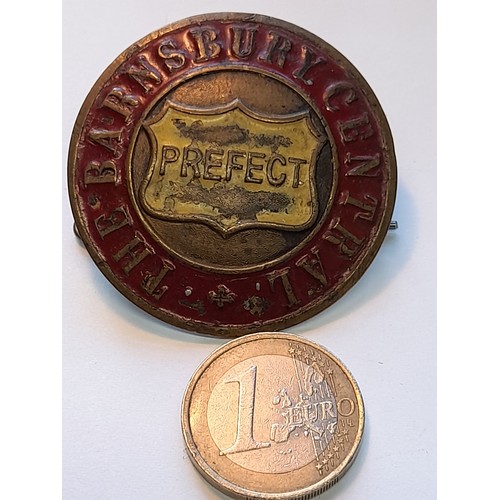 THE BARNSBURY CENTRAL
PREFECT
1 EURO